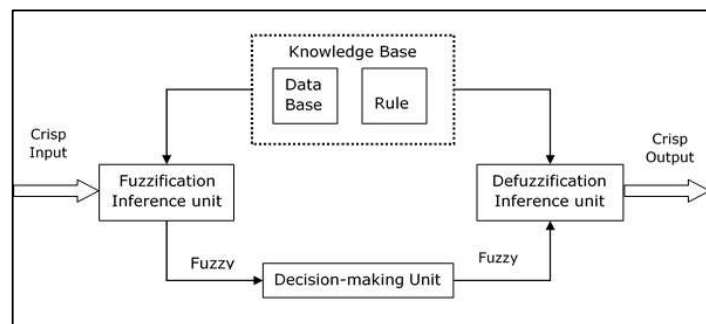 Knowledge Base
Data
Base
Rule
Crisp
Input
Crisp
Output
Fuzzification
Inference unit
Defuzzification
Inference unit
Fuzzy
Fuzzy
Decision-making Unit